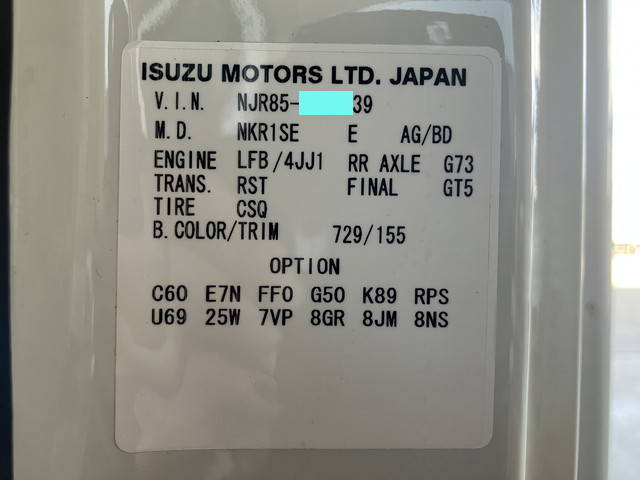 ISUZU MOTORS LTD. JAPAN
V.I.N. NJR85- 39
M.D. NKR1SE E AG/BD
ENGINE LFB/4JJ1 RR AXLE G73
TRANS. RST FINAL GT5
TIRE CSQ
B.COLOR/TRIM 729/155
OPTION
C60 E7N FF0 G50 K89 RPS
U69 25W 7VP 8GR 8JM 8NS